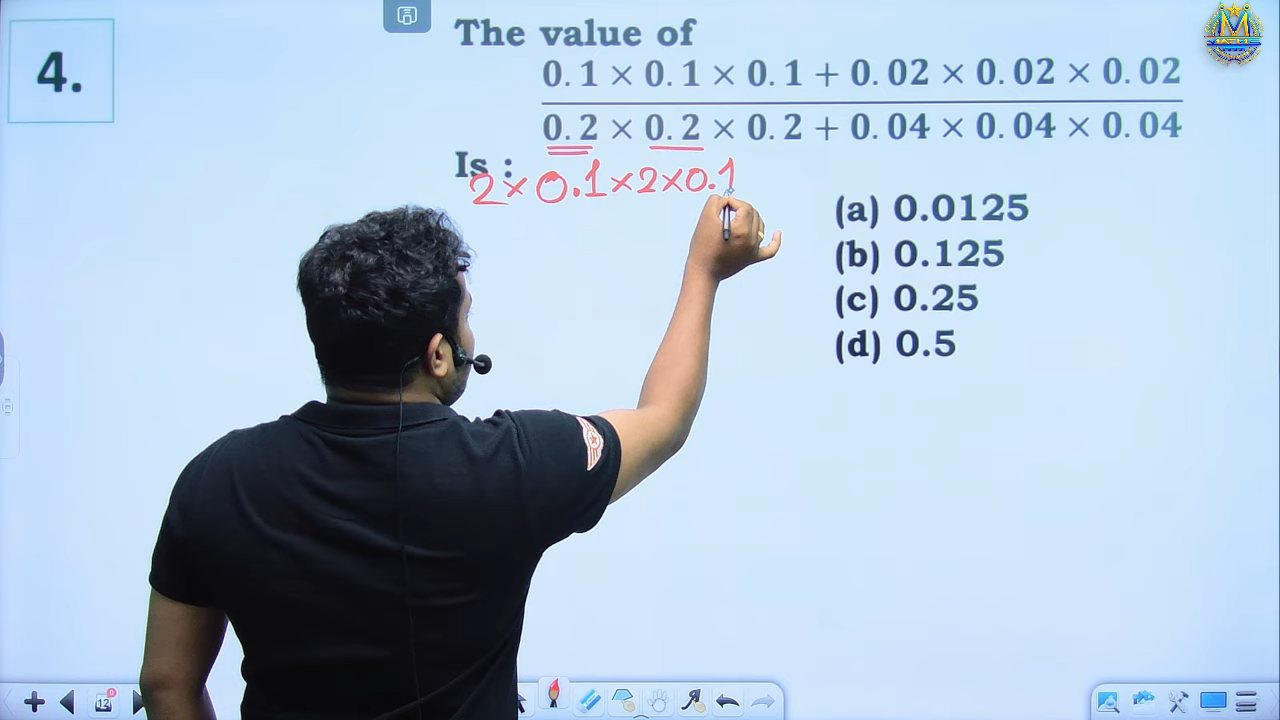 4.
The value of
0.1 × 0.1 × 0.1 + 0.02 × 0.02 × 0.02
0.2 × 0.2 × 0.2 + 0.04 × 0.04 × 0.04
Is :
2 × 0.1 × 2 × 0.1
(a) 0.0125
(b) 0.125
(c) 0.25
(d) 0.5
12
M